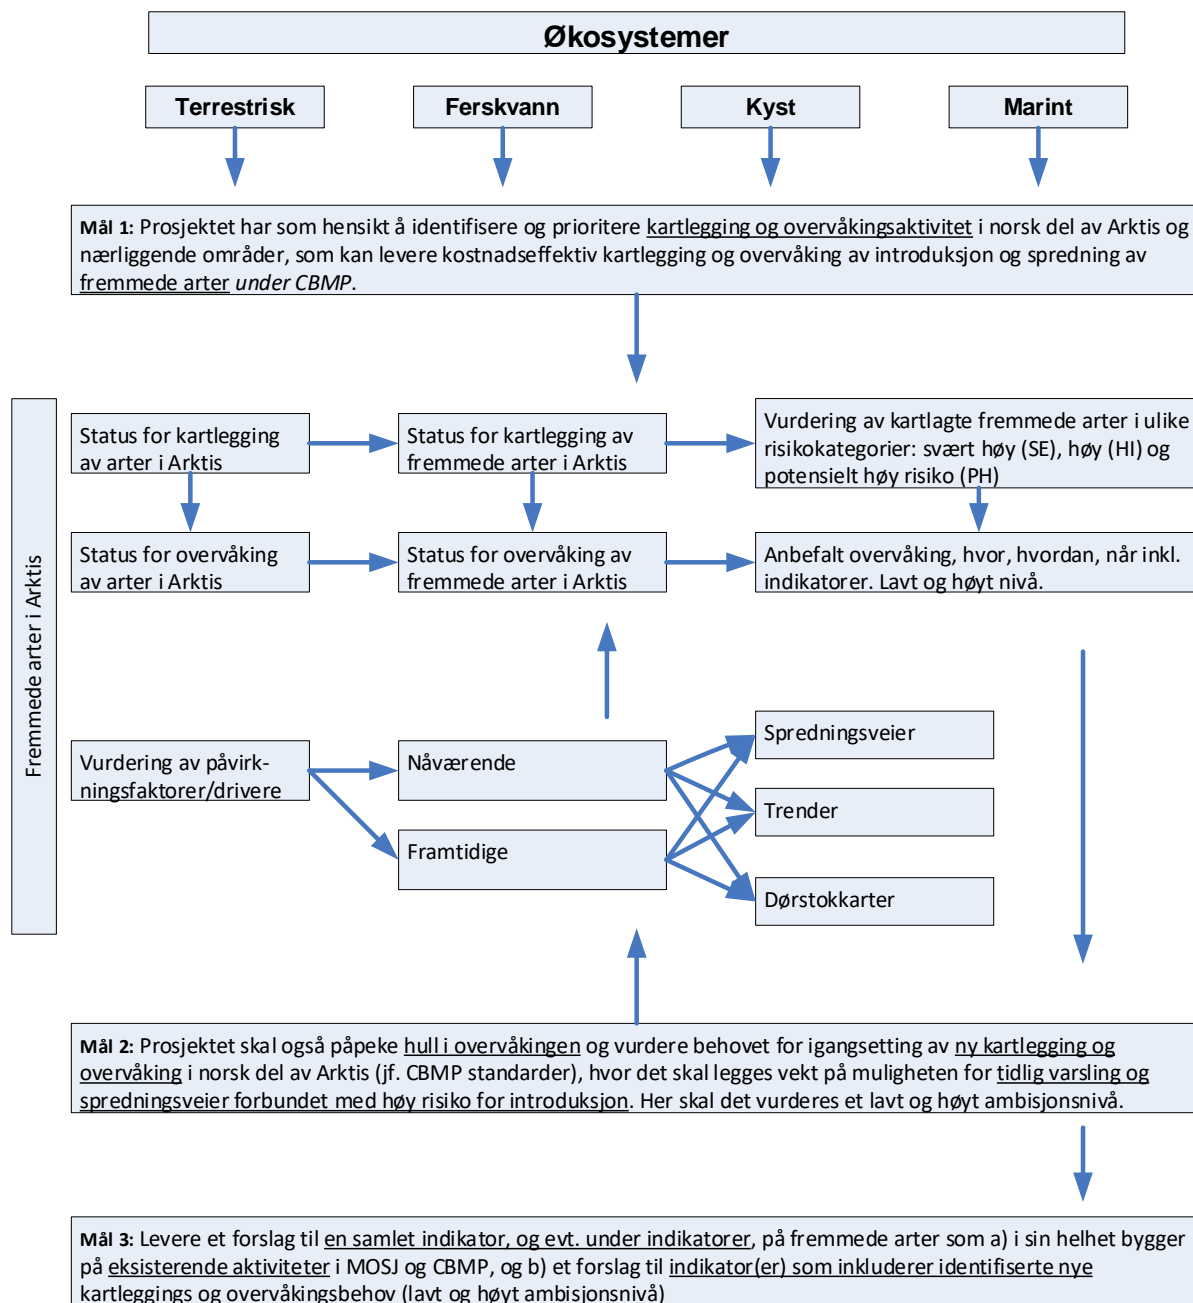 Økosystemer
Terrestrisk
Ferskvann
Kyst
Marint
Mål 1: Prosjektet har som hensikt å identifisere og prioritere kartlegging og overvåkingsaktivitet i norsk del av Arktis og
nærliggende områder, som kan levere kostnadseffektiv kartlegging og overvåking av introduksjon og spredning av
fremmede arter under CBMP.
Fremmede arter i Arktis
Status for kartlegging
av arter i Arktis
Status for kartlegging av
fremmede arter i Arktis
Vurdering av kartlagte fremmede arter i ulike
risikokategorier: svært høy (SE), høy (HI) og
potensielt høy risiko (PH)
Status for overvåking
av arter i Arktis
Status for overvåking av
fremmede arter i Arktis
Anbefalt overvåking, hvor, hvordan, når inkl.
indikatorer. Lavt og høyt nivå.
Vurdering av påvirk-
ningsfaktorer/drivere
Nåværende
Framtidige
Spredningsveier
Trender
Dørstokkarter
Mål 2: Prosjektet skal også påpeke hull i overvåkingen og vurdere behovet for igangsetting av ny kartlegging og
overvåking i norsk del av Arktis (jf. CBMP standarder), hvor det skal legges vekt på muligheten for tidlig varsling og
spredningsveier forbundet med høy risiko for introduksjon. Her skal det vurderes et lavt og høyt ambisjonsnivå.
Mål 3: Levere et forslag til en samlet indikator, og evt. under indikatorer, på fremmede arter som a) i sin helhet bygger
på eksisterende aktiviteter i MOSJ og CBMP, og b) et forslag til indikator(er) som inkluderer identifiserte nye
kartleggings og overvåkingsbehov (lavt og høyt ambisjonsnivå)